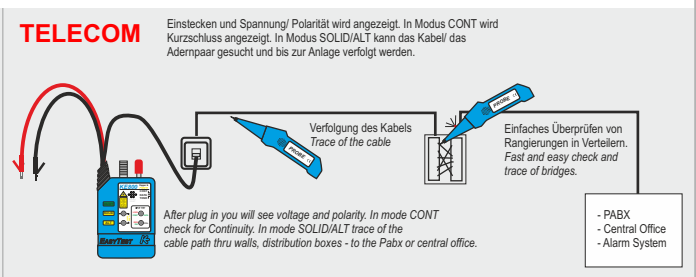 TELECOM
Einstecken und Spannung/ Polarität wird angezeigt. In Modus CONT wird
Kurzschluss angezeigt. In Modus SOLID/ALT kann das Kabel/ das
Adernpaar gesucht und bis zur Anlage verfolgt werden.
PROBE
Verfolgung des Kabels
Trace of the cable
PROBE
Einfaches Überprüfen von
Rangierungen in Verteilern.
Fast and easy check and
trace of bridges.
KE800
EASYTEST
After plug in you will see voltage and polarity. In mode CONT
check for Continuity. In mode SOLID/ALT trace of the
cable path thru walls, distribution boxes - to the Pabx or central office.
- PABX
- Central Office
- Alarm System